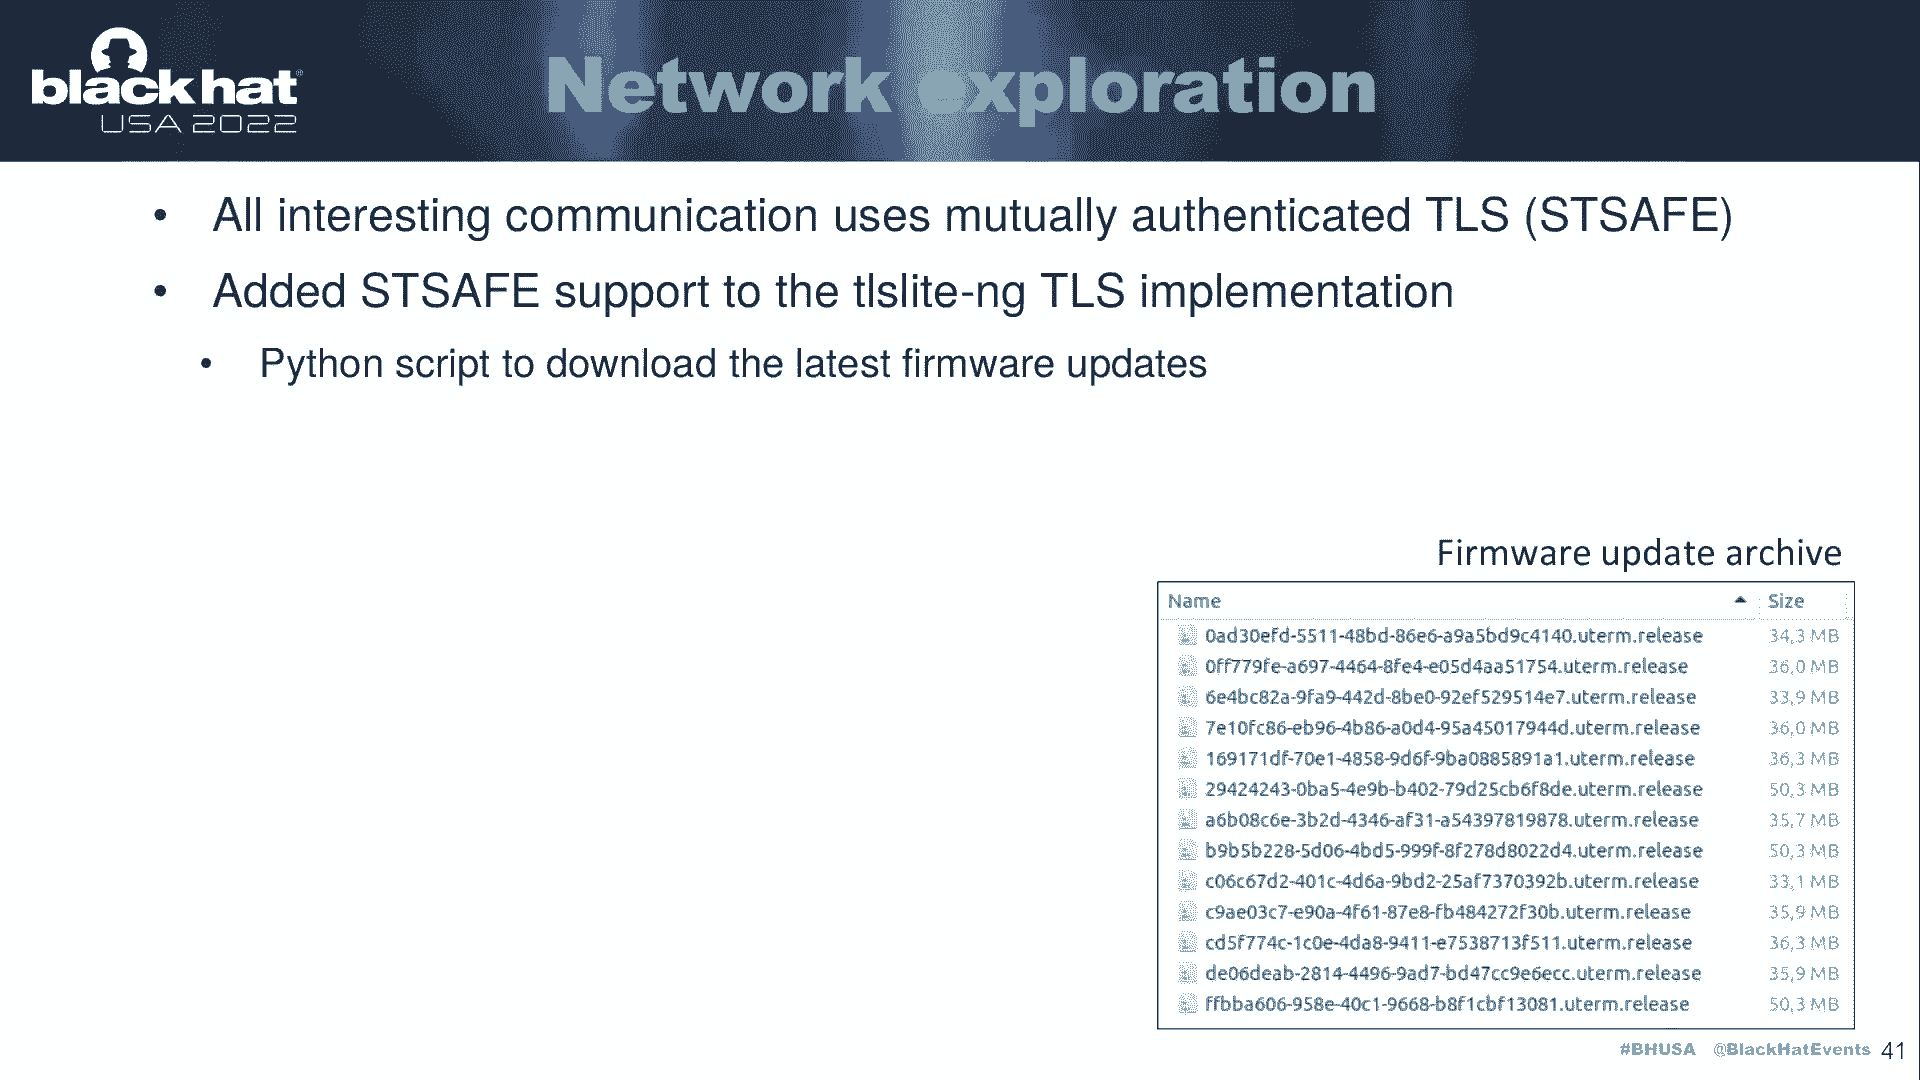 black hat®
USA 2022
Network exploration
• All interesting communication uses mutually authenticated TLS (STSAFE)
• Added STSAFE support to the tlslite-ng TLS implementation
• Python script to download the latest firmware updates
Firmware update archive
Name Size
0ad30efd-5511-48bd-86e6-a9a5bd9c4140.uterm.release 34,3 MB
0ff779fe-a697-4464-8fe4-e05d4aa51754.uterm.release 36,0 MB
6e4bc82a-9fa9-442d-8be0-92ef529514e7.uterm.release 33,9 MB
7e10fc86-eb96-4b86-a0d4-95a45017944d.uterm.release 36,0 MB
169171df-70e1-4858-9d6f-9ba0885891a1.uterm.release 36,3 MB
29424243-0ba5-4e9b-b402-79d25cb6f8de.uterm.release 50,3 MB
a6b08c6e-3b2d-4346-af31-a54397819878.uterm.release 35,7 MB
b9b5b228-5d06-4bd5-999f-8f278d8022d4.uterm.release 50,3 MB
c06c67d2-401c-4d6a-9bd2-25af7370392b.uterm.release 33,1 MB
c9ae03c7-e90a-4f61-87e8-fb484272f30b.uterm.release 35,9 MB
cd5f774c-1c0e-4da8-9411-e7538713f511.uterm.release 36,3 MB
de06deab-2814-4496-9ad7-bd47cc9e6ecc.uterm.release 35,9 MB
ffbba606-958e-40c1-9668-b8f1cbf13081.uterm.release 50,3 MB
#BHUSA @BlackHatEvents 41